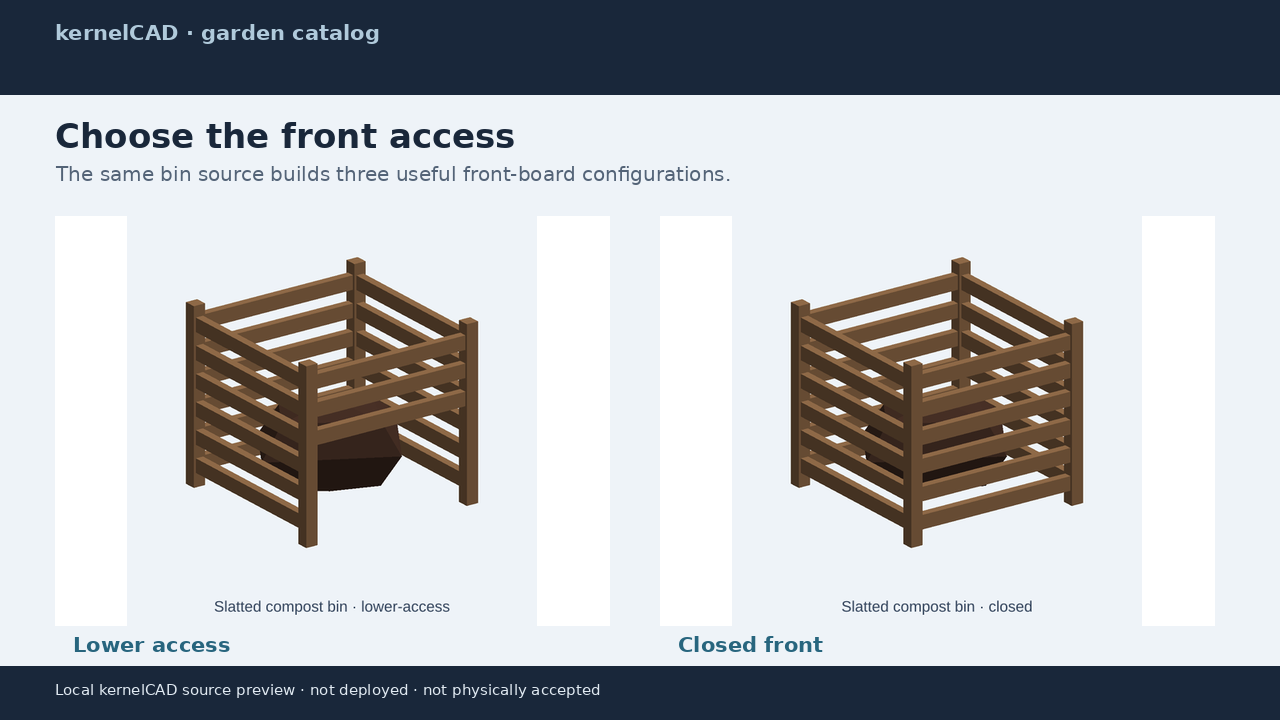 kernelCAD · garden catalog
Choose the front access
The same bin source builds three useful front-board configurations.
Slatted compost bin · lower-access
Slatted compost bin · closed
Lower access
Closed front
Local kernelCAD source preview · not deployed · not physically accepted